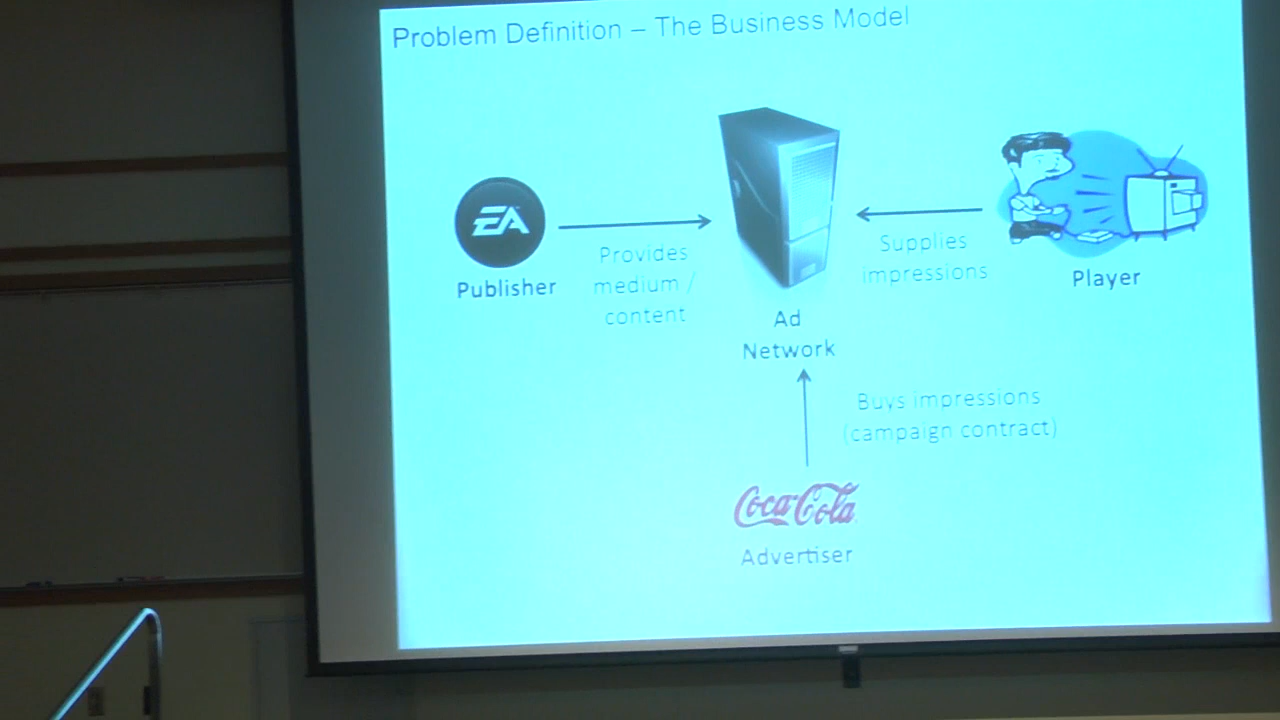 Problem Definition – The Business Model
EA
Publisher
Provides
medium /
content
Ad
Network
Supplies
impressions
Player
Buys impressions
(campaign contract)
Coca-Cola
Advertiser